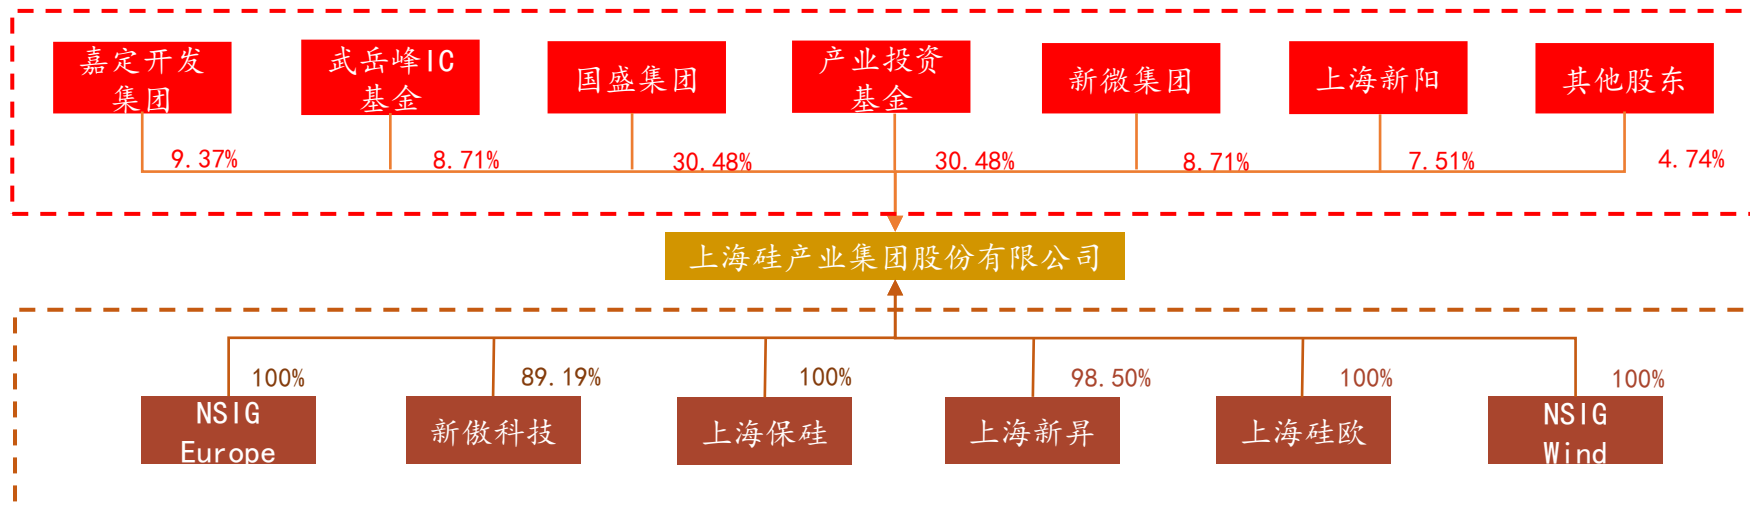 嘉定开发
集团
武岳峰IC
基金
国盛集团
产业投资
基金
新微集团
上海新阳
其他股东
9.37%
8.71%
30.48%
30.48%
8.71%
7.51%
4.74%
上海硅产业集团股份有限公司
100%
89.19%
100%
98.50%
100%
100%
NSIG
Europe
新傲科技
上海保硅
上海新昇
上海硅欧
NSIG
Wind